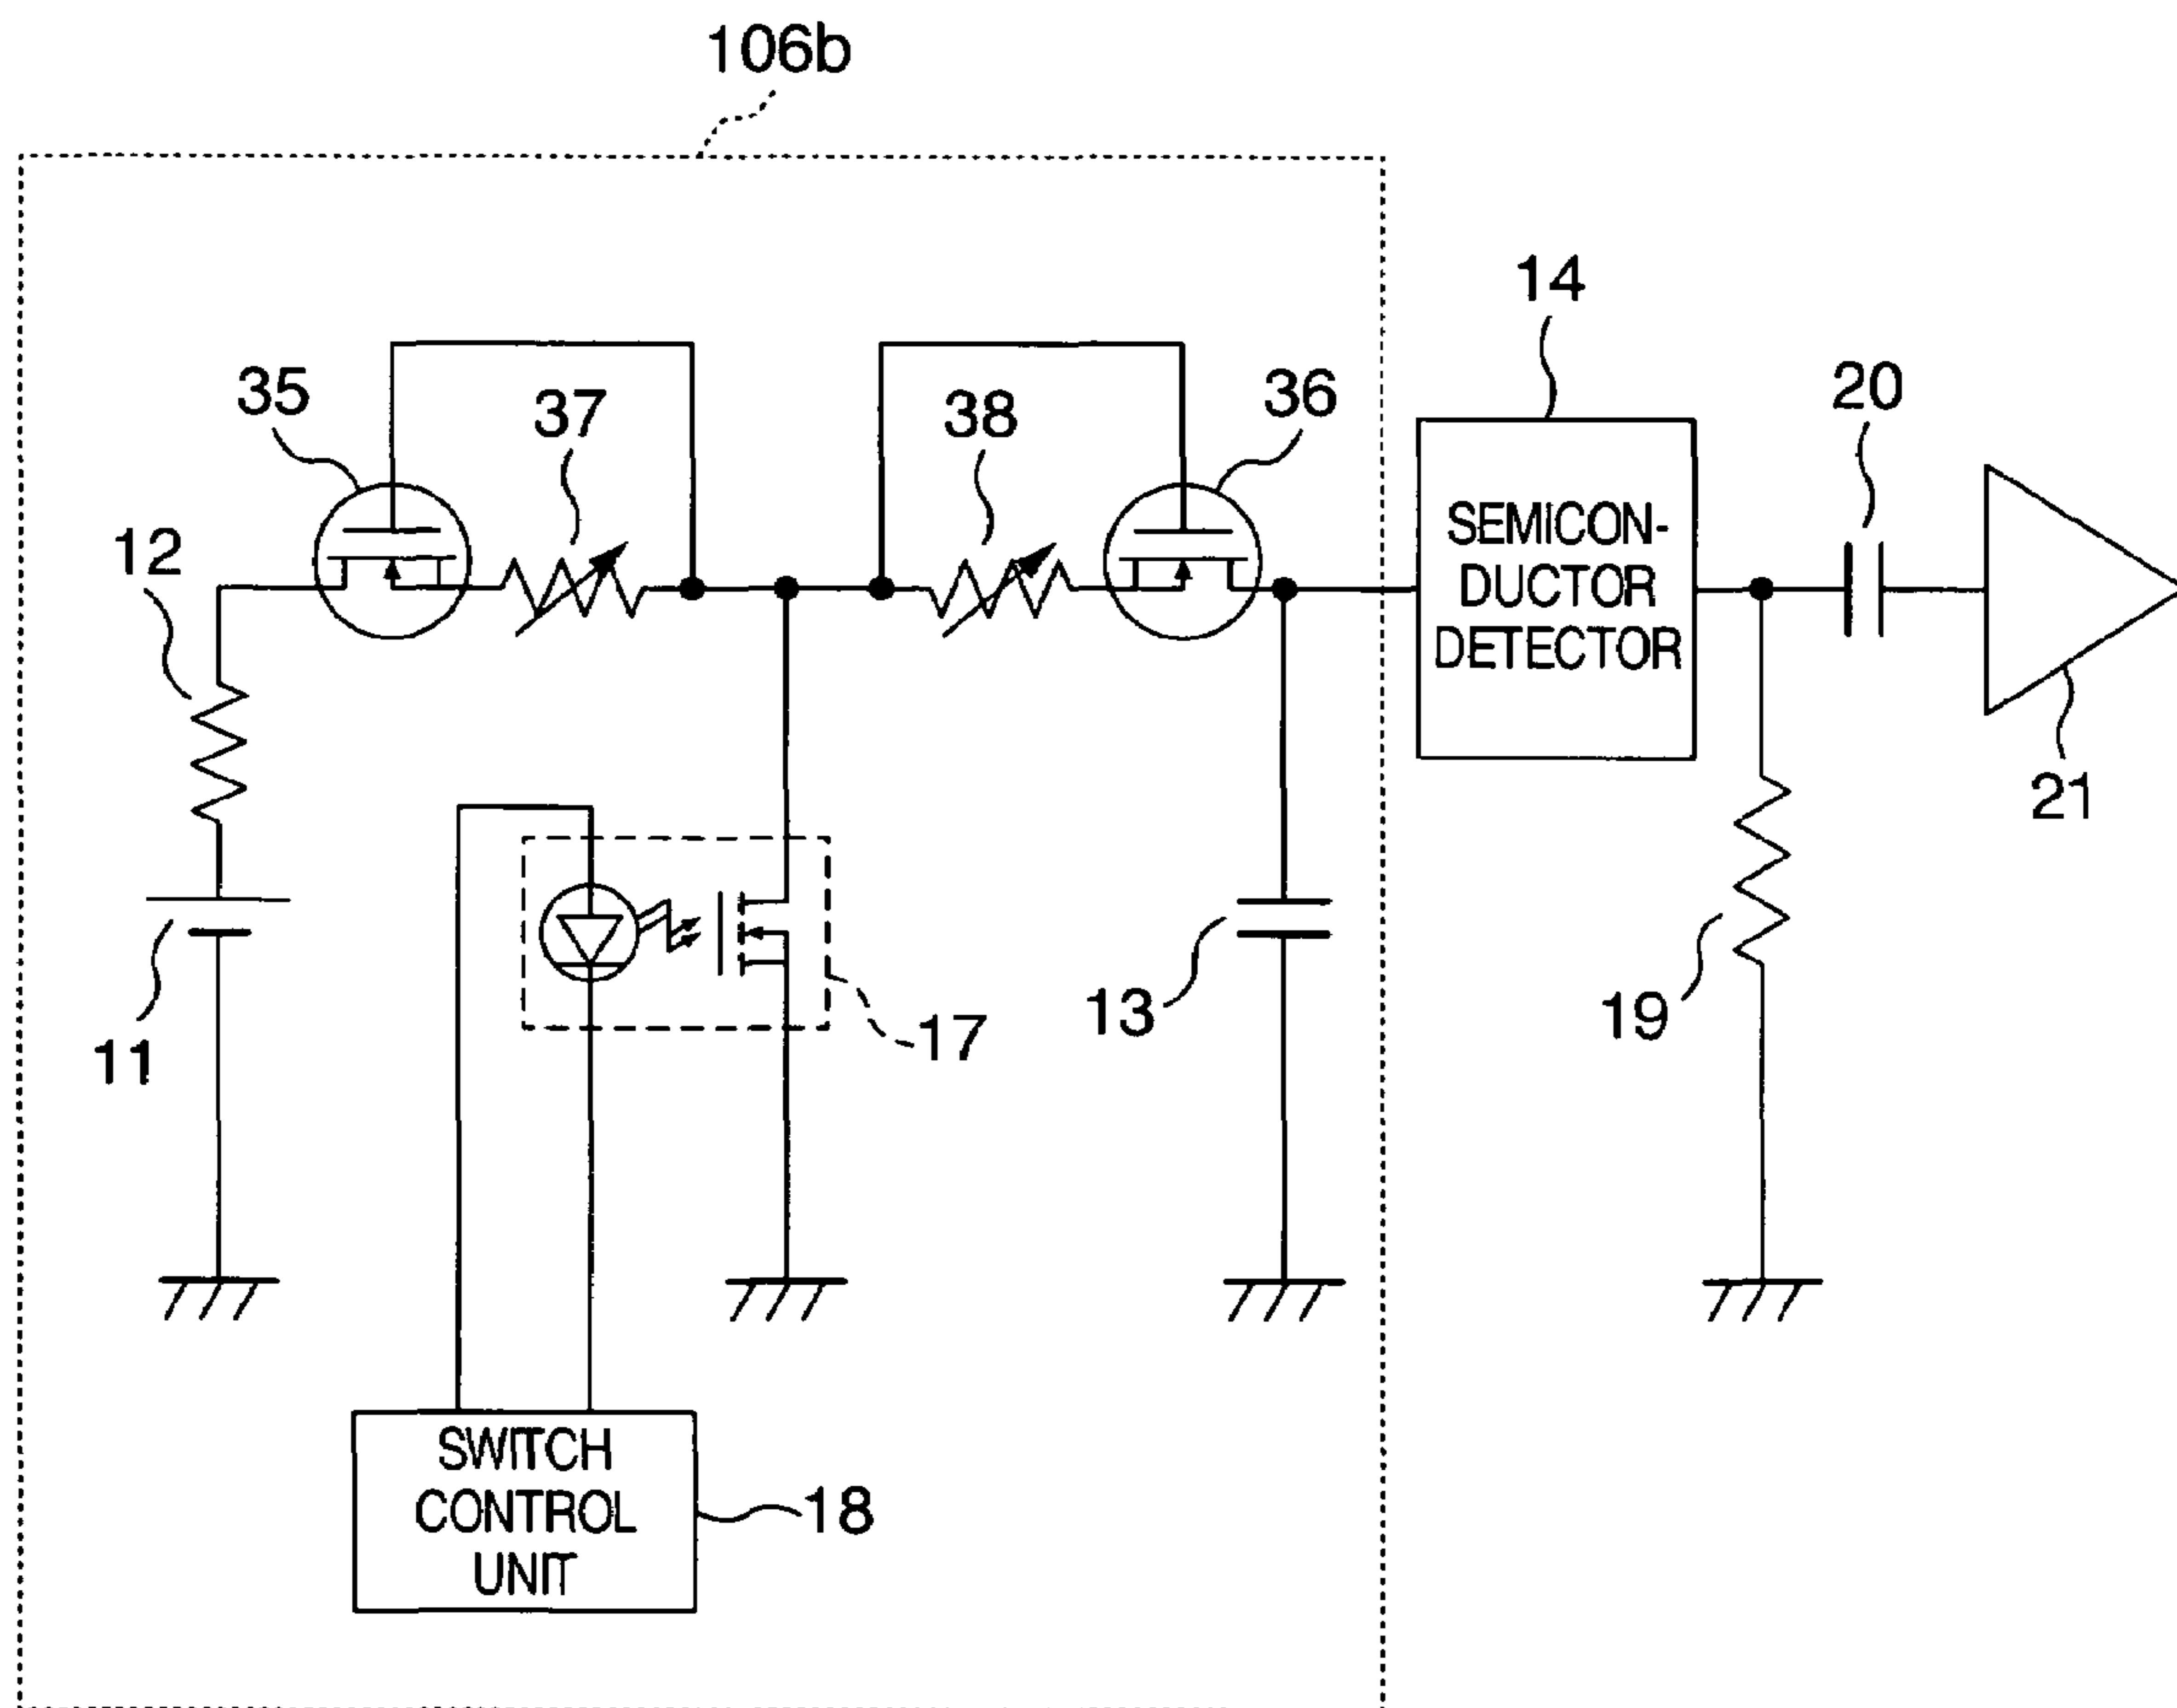 106b
14
20
35
37
38
36
12
SEMICON-
DUCTOR
DETECTOR
21
11
17
13
19
SWITCH
CONTROL
UNIT
18